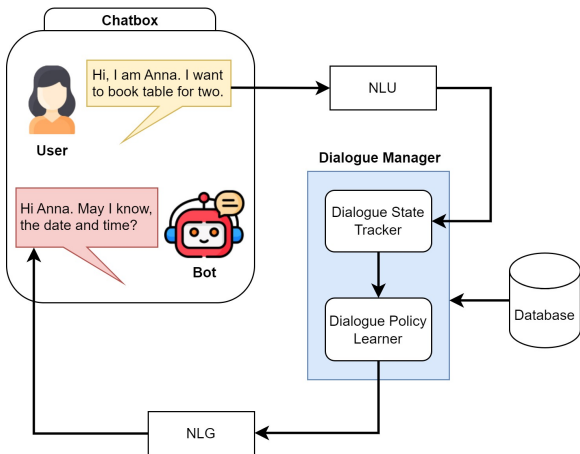 Chatbox
Hi, I am Anna. I want
to book table for two.
User
Hi Anna. May I know,
the date and time?
Bot
NLU
Dialogue Manager
Dialogue State
Tracker
Dialogue Policy
Learner
Database
NLG